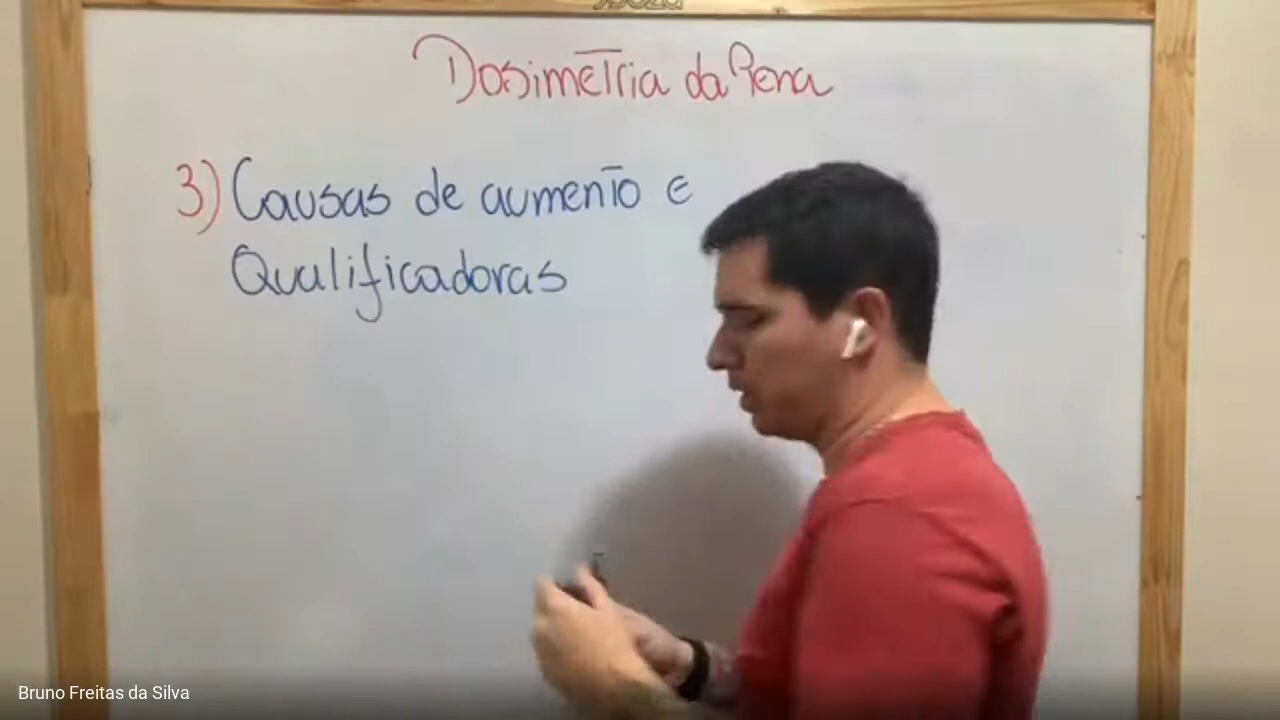 Dosimetria da Pena
3) Causas de aumento e
Qualificadoras
Bruno Freitas da Silva